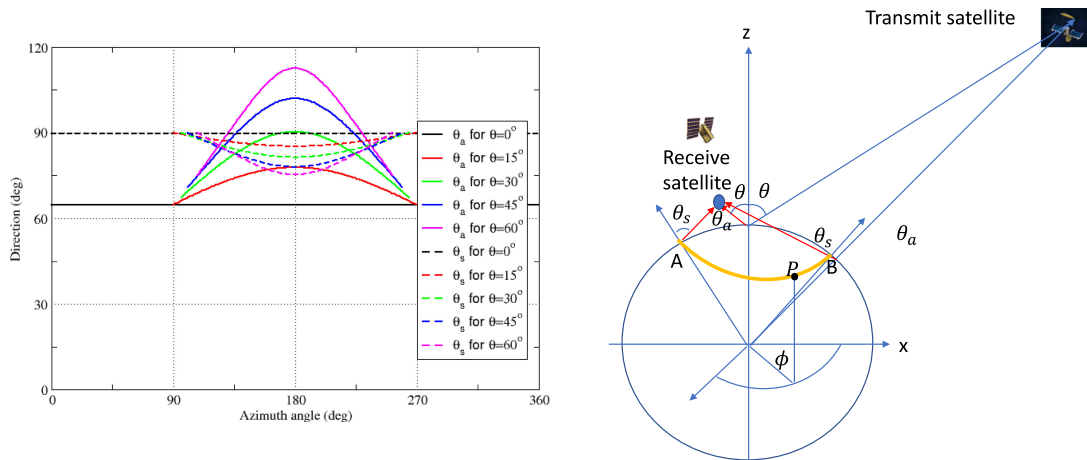 120
90
60
30
0
Direction (deg)
0
90
180
270
360
Azimuth angle (deg)
θa for θ=0°
θa for θ=15°
θa for θ=30°
θa for θ=45°
θa for θ=60°
θs for θ=0°
θs for θ=15°
θs for θ=30°
θs for θ=45°
θs for θ=60°
Transmit satellite
z
Receive
satellite
θ θ
θs
θa
θs
θa
A
P
B
x
ϕ